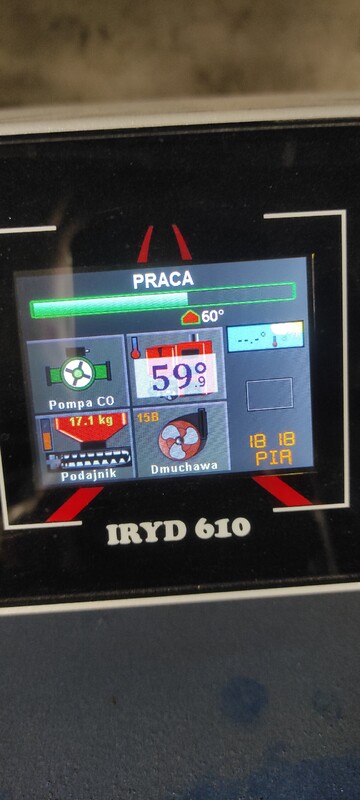 PRACA
60°
--.-°
59°.9
Pompa CO
17.1 kg
15B
Podajnik
Dmuchawa
18 18
PIA
IRYD 610